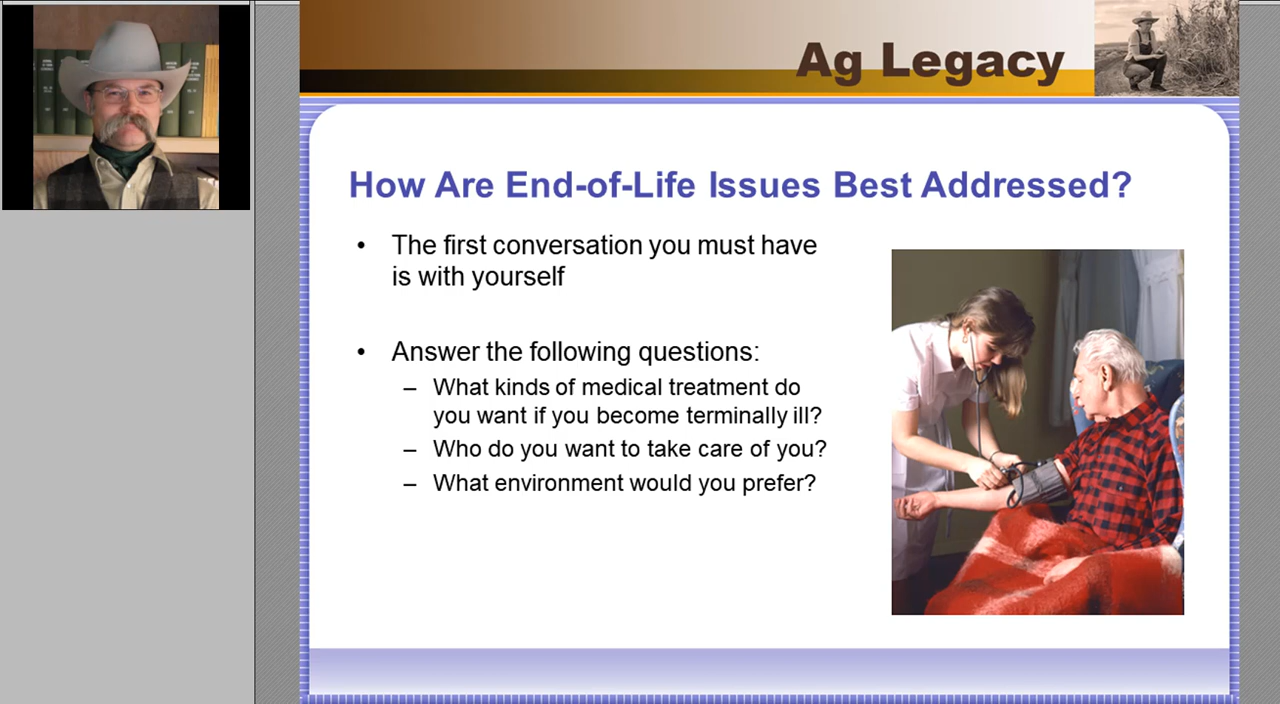 Ag Legacy
How Are End-of-Life Issues Best Addressed?
• The first conversation you must have
is with yourself
• Answer the following questions:
– What kinds of medical treatment do
you want if you become terminally ill?
– Who do you want to take care of you?
– What environment would you prefer?